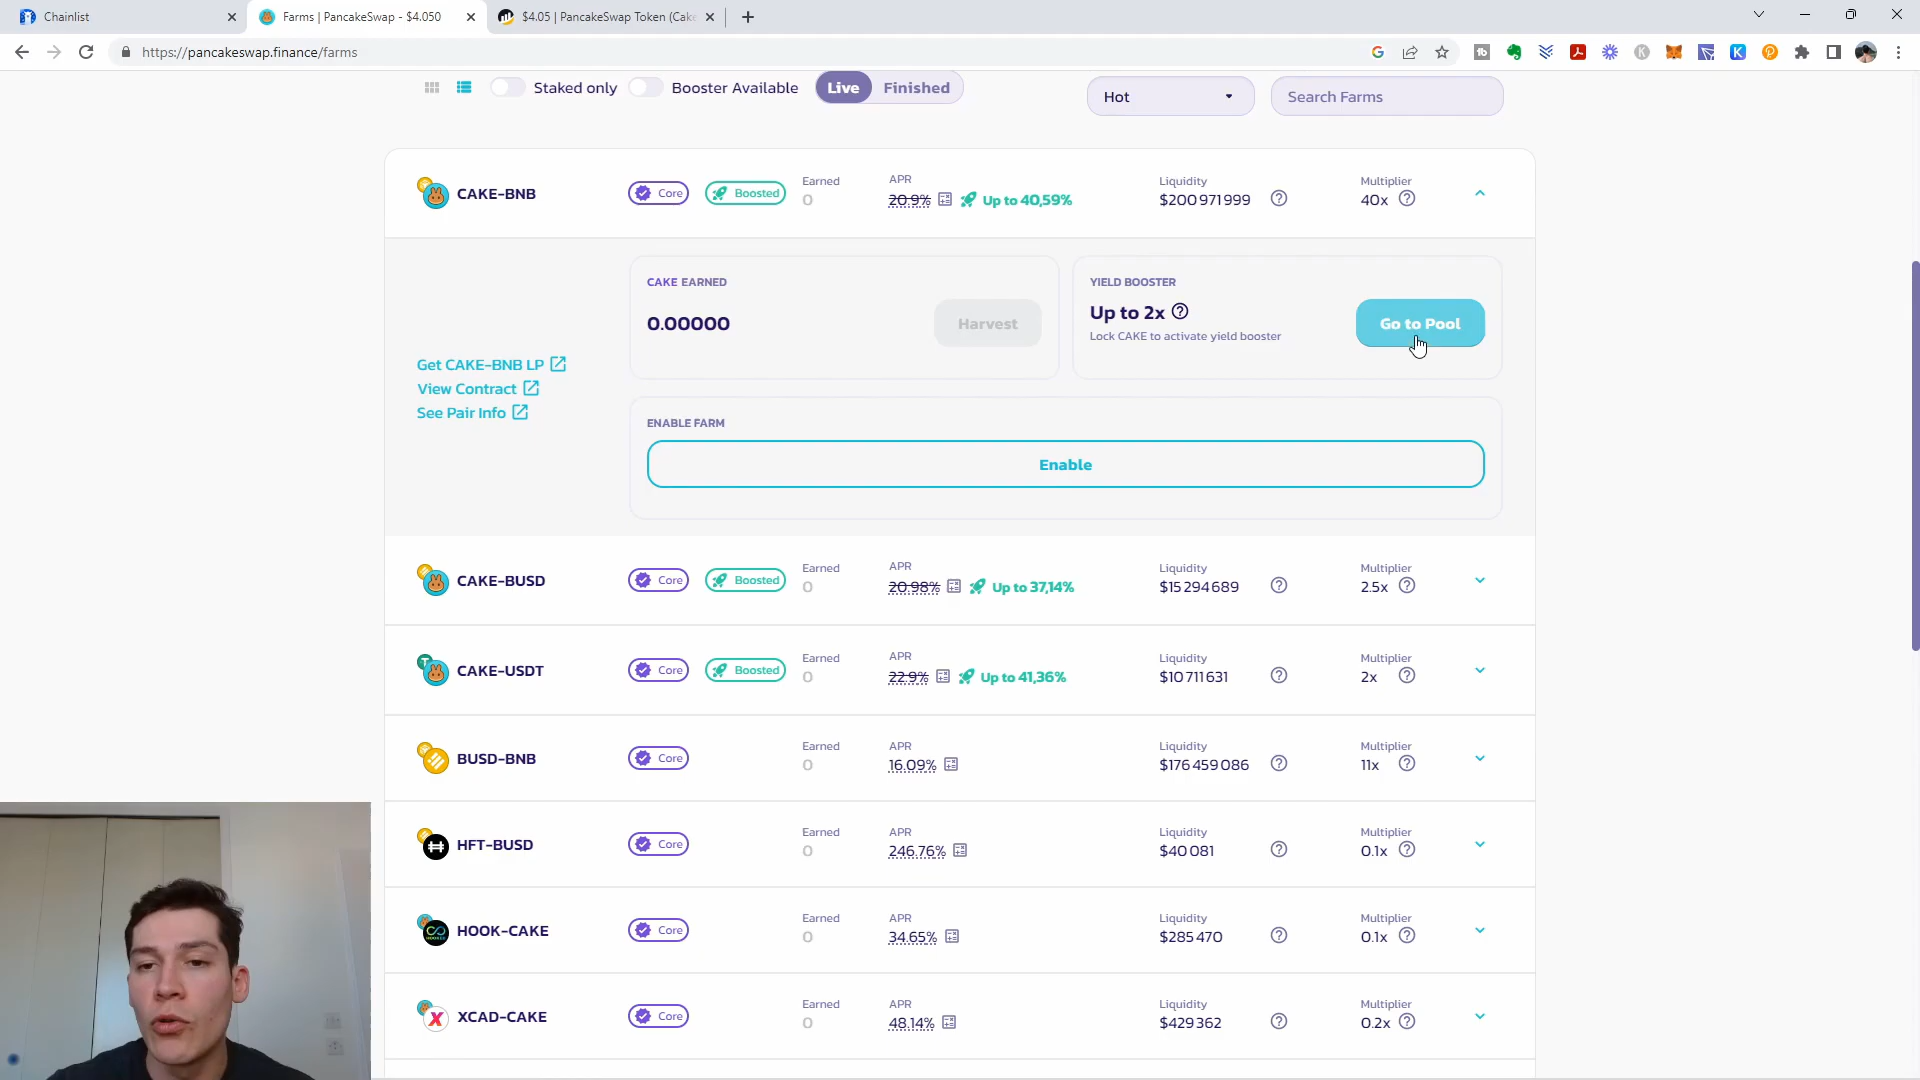 Chainlist
Farms | PancakeSwap - $4.050
$4.05 | PancakeSwap Token (Cake
https://pancakeswap.finance/farms
Staked only
Booster Available
Live
Finished
Hot
Search Farms
CAKE-BNB
Core
Boosted
Earned
0
APR
20.9%
Up to 40,59%
Liquidity
$200 971 999
Multiplier
40x
Get CAKE-BNB LP
View Contract
See Pair Info
CAKE EARNED
0.00000
Harvest
YIELD BOOSTER
Up to 2x
Lock CAKE to activate yield booster
Go to Pool
ENABLE FARM
Enable
CAKE-BUSD
Core
Boosted
Earned
0
APR
20.98%
Up to 37,14%
Liquidity
$15 294 689
Multiplier
2.5x
CAKE-USDT
Core
Boosted
Earned
0
APR
22.9%
Up to 41,36%
Liquidity
$10 711 631
Multiplier
2x
BUSD-BNB
Core
Earned
0
APR
16.09%
Liquidity
$176 459 086
Multiplier
11x
HFT-BUSD
Core
Earned
0
APR
246.76%
Liquidity
$40 081
Multiplier
0.1x
HOOK-CAKE
Core
Earned
0
APR
34.65%
Liquidity
$285 470
Multiplier
0.1x
XCAD-CAKE
Core
Earned
0
APR
48.14%
Liquidity
$429 362
Multiplier
0.2x